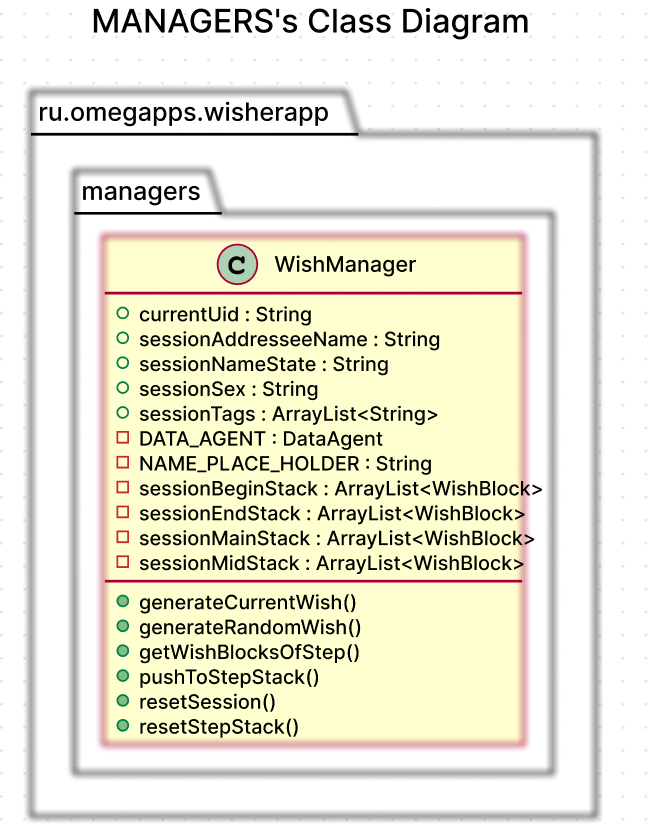 MANAGERS's Class Diagram
ru.omegapps.wisherapp
managers
C WishManager
currentUid : String
sessionAddresseeName : String
sessionNameState : String
sessionSex : String
sessionTags : ArrayList<String>
DATA_AGENT : DataAgent
NAME_PLACE_HOLDER : String
sessionBeginStack : ArrayList<WishBlock>
sessionEndStack : ArrayList<WishBlock>
sessionMainStack : ArrayList<WishBlock>
sessionMidStack : ArrayList<WishBlock>
generateCurrentWish()
generateRandomWish()
getWishBlocksOfStep()
pushToStepStack()
resetSession()
resetStepStack()